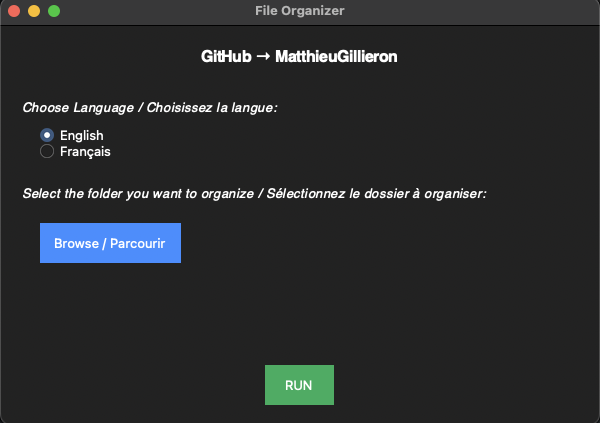 File Organizer
GitHub → MatthieuGillieron
Choose Language / Choisissez la langue:
English
Français
Select the folder you want to organize / Sélectionnez le dossier à organiser:
Browse / Parcourir
RUN